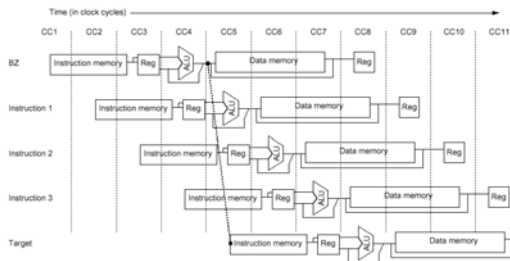 Time (in clock cycles)
CC1 CC2 CC3 CC4 CC5 CC6 CC7 CC8 CC9 CC10 CC11
BZ Instruction memory Reg ALU Data memory Reg
Instruction 1 Instruction memory Reg ALU Data memory Reg
Instruction 2 Instruction memory Reg ALU Data memory Reg
Instruction 3 Instruction memory Reg ALU Data memory Reg
Target Instruction memory Reg ALU Data memory